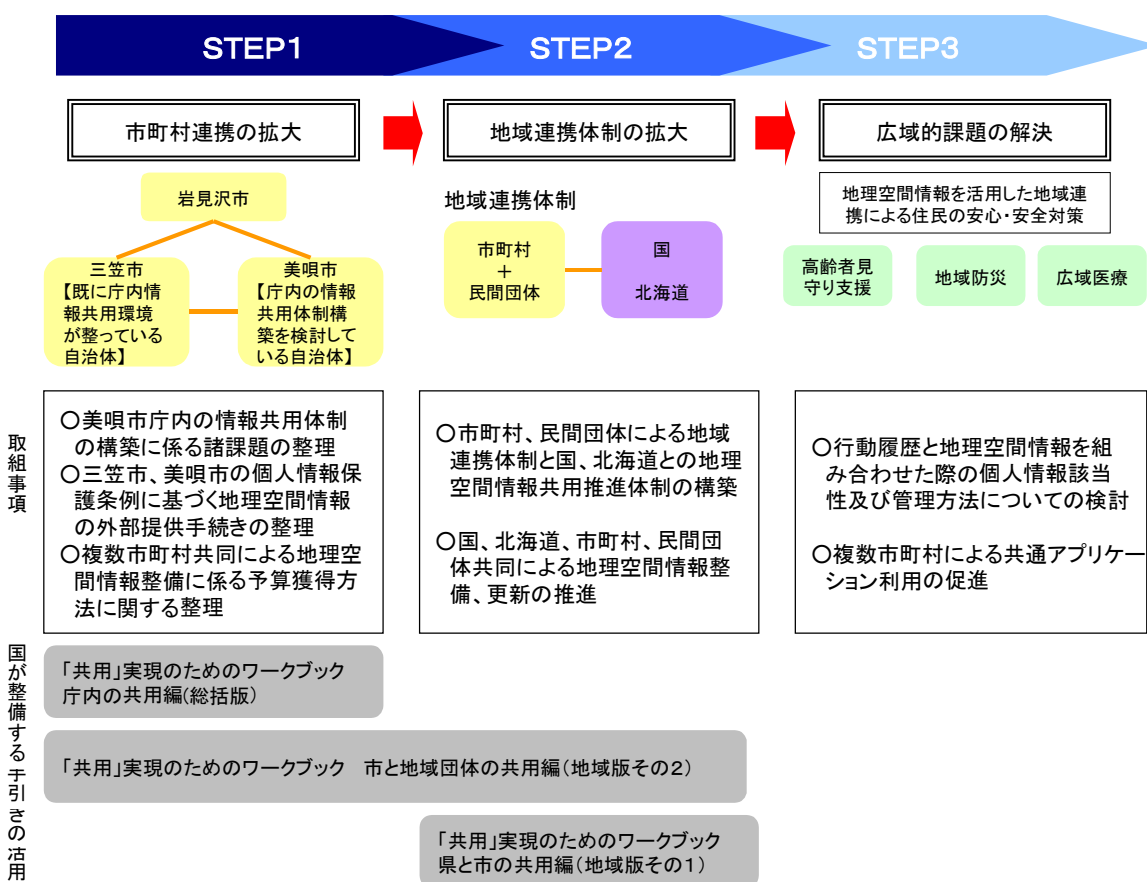 STEP1
STEP2
STEP3
市町村連携の拡大
地域連携体制の拡大
広域的課題の解決
岩見沢市
三笠市
【既に庁内情
報共用環境
が整っている
自治体】
美唄市
【庁内の情報
共用体制構
築を検討して
いる自治体】
地域連携体制
市町村
＋
民間団体
国
北海道
地理空間情報を活用した地域連
携による住民の安心・安全対策
高齢者見
守り支援
地域防災
広域医療
取組事項
○美唄市庁内の情報共用体制
の構築に係る諸課題の整理
○三笠市、美唄市の個人情報保
護条例に基づく地理空間情報
の外部提供手続きの整理
○複数市町村共同による地理空
間情報整備に係る予算獲得方
法に関する整理
○市町村、民間団体による地域
連携体制と国、北海道との地理
空間情報共用推進体制の構築
○国、北海道、市町村、民間団
体共同による地理空間情報整
備、更新の推進
○行動履歴と地理空間情報を組
み合わせた際の個人情報該当
性及び管理方法についての検討
○複数市町村による共通アプリケー
ション利用の促進
国が整備する手引きの活用
「共用」実現のためのワークブック
庁内の共用編(総括版)
「共用」実現のためのワークブック　市と地域団体の共用編(地域版その２)
「共用」実現のためのワークブック
県と市の共用編(地域版その１)